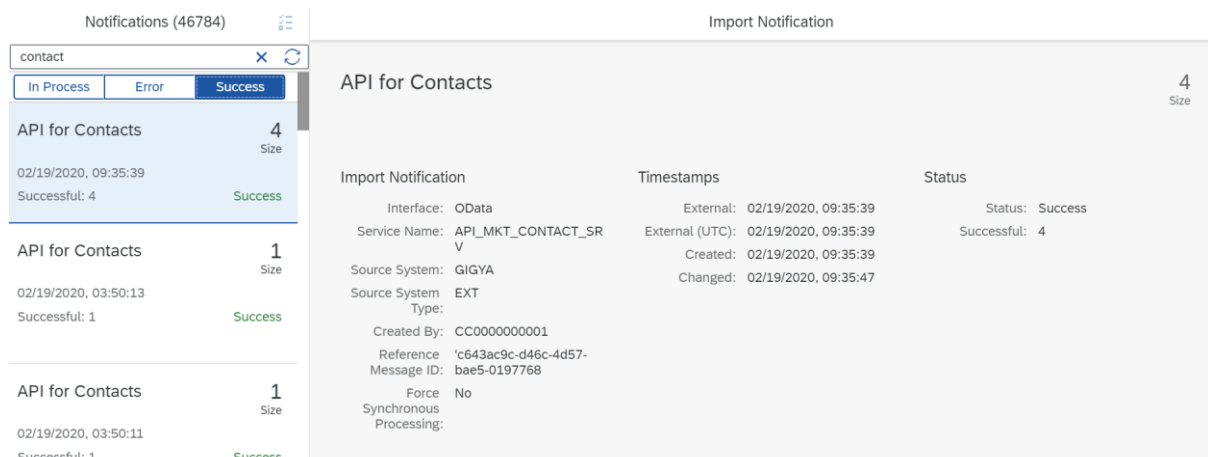 Notifications (46784)
contact
In Process Error Success
API for Contacts 4
Size
02/19/2020, 09:35:39
Successful: 4 Success
API for Contacts 1
Size
02/19/2020, 03:50:13
Successful: 1 Success
API for Contacts 1
Size
02/19/2020, 03:50:11
Successful: 1 Success
Import Notification
API for Contacts 4
Size
Import Notification
Interface: OData
Service Name: API_MKT_CONTACT_SR
V
Source System: GIGYA
Source System EXT
Type:
Created By: CC0000000001
Reference 'c643ac9c-d46c-4d57-
Message ID: bae5-0197768
Force No
Synchronous
Processing:
Timestamps
External: 02/19/2020, 09:35:39
External (UTC): 02/19/2020, 09:35:39
Created: 02/19/2020, 09:35:39
Changed: 02/19/2020, 09:35:47
Status
Status: Success
Successful: 4